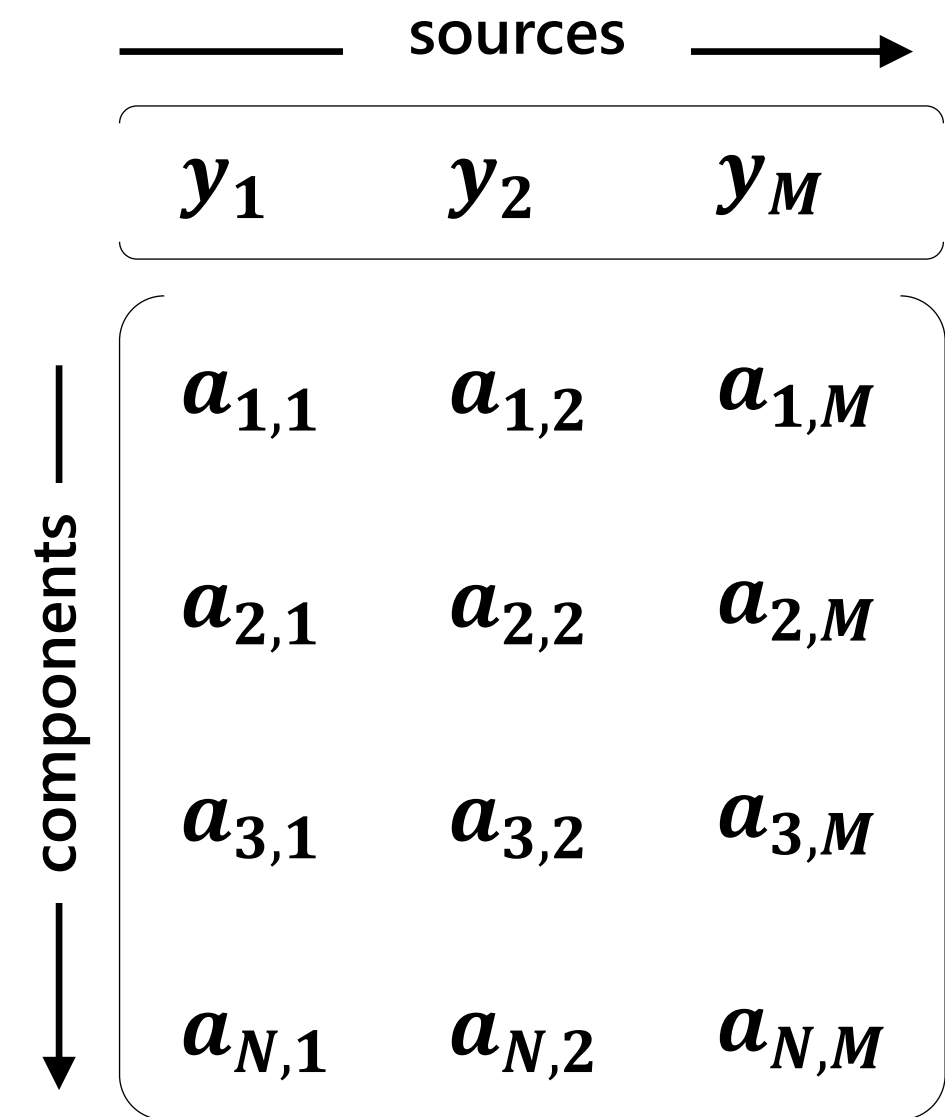 sources
y1 y2 yM
components
a1,1 a1,2 a1,M
a2,1 a2,2 a2,M
a3,1 a3,2 a3,M
aN,1 aN,2 aN,M